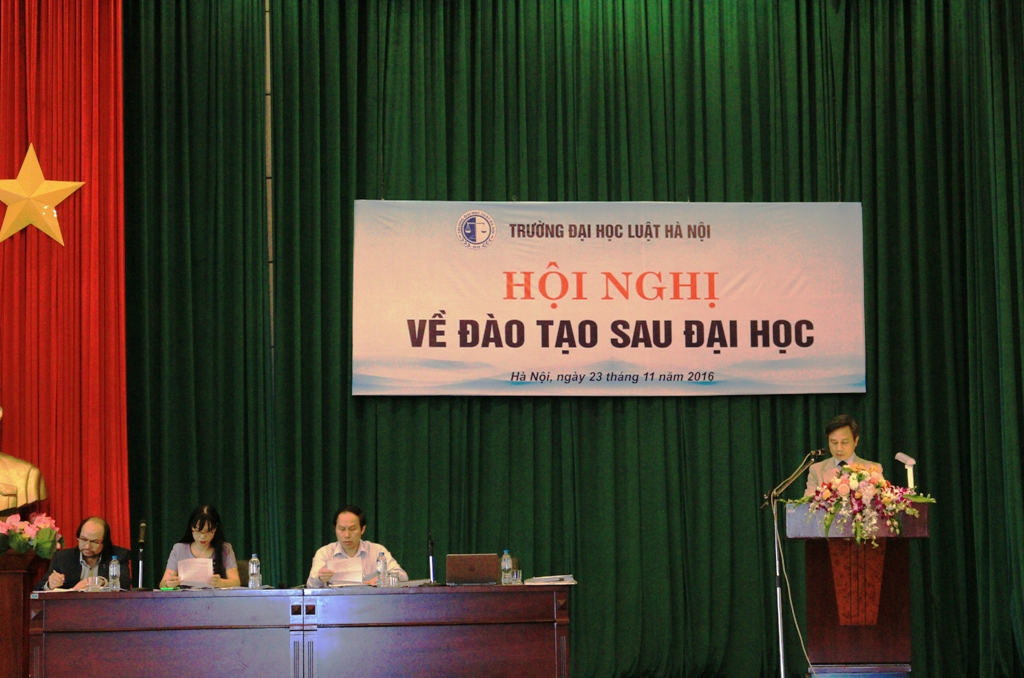 TRƯỜNG ĐẠI HỌC LUẬT HÀ NỘI
HỘI NGHỊ
VỀ ĐÀO TẠO SAU ĐẠI HỌC
Hà Nội, ngày 23 tháng 11 năm 2016